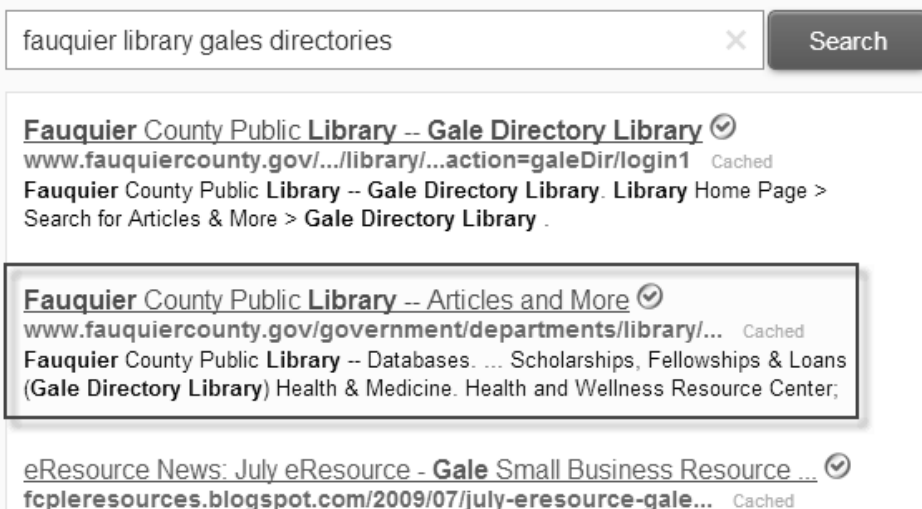 fauquier library gales directories
Search
Fauquier County Public Library -- Gale Directory Library
www.fauquiercounty.gov/.../library/...action=galeDir/login1 Cached
Fauquier County Public Library -- Gale Directory Library. Library Home Page >
Search for Articles & More > Gale Directory Library .
Fauquier County Public Library -- Articles and More
www.fauquiercounty.gov/government/departments/library/... Cached
Fauquier County Public Library -- Databases. ... Scholarships, Fellowships & Loans
(Gale Directory Library) Health & Medicine. Health and Wellness Resource Center;
eResource News: July eResource - Gale Small Business Resource ...
fcpleresources.blogspot.com/2009/07/july-eresource-gale... Cached